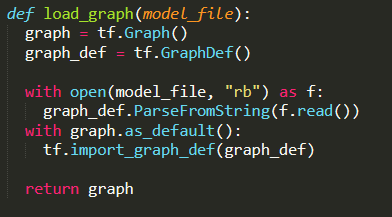 def load_graph(model_file):
  graph = tf.Graph()
  graph_def = tf.GraphDef()

  with open(model_file, "rb") as f:
    graph_def.ParseFromString(f.read())
  with graph.as_default():
    tf.import_graph_def(graph_def)

  return graph